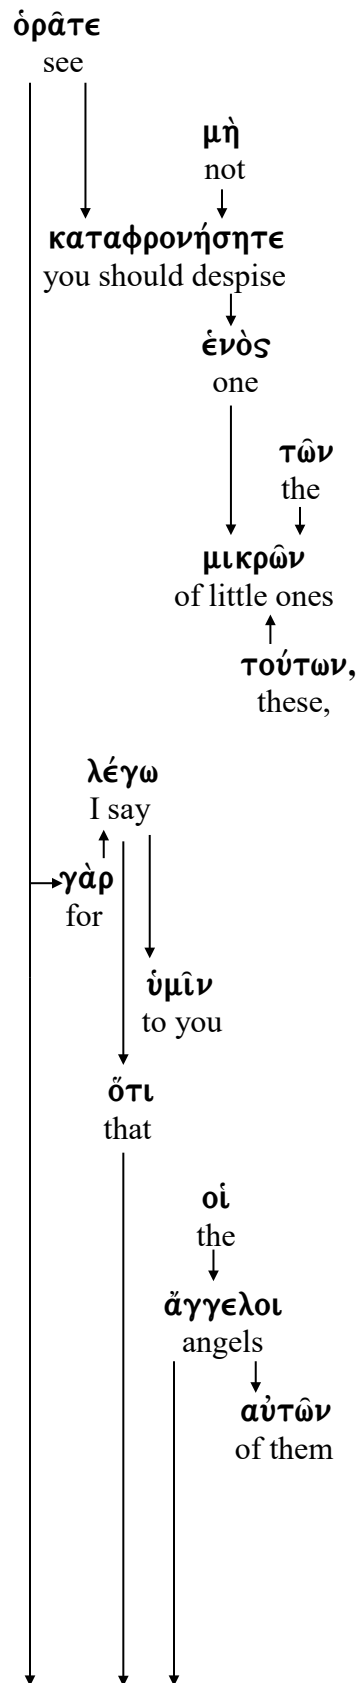 ὁρᾶτε
see
μὴ
not
καταφρονήσητε
you should despise
ἑνὸς
one
τῶν
the
μικρῶν
of little ones
τούτων,
these,
λέγω
I say
γὰρ
for
ὑμῖν
to you
ὅτι
that
οἱ
the
ἄγγελοι
angels
αὐτῶν
of them